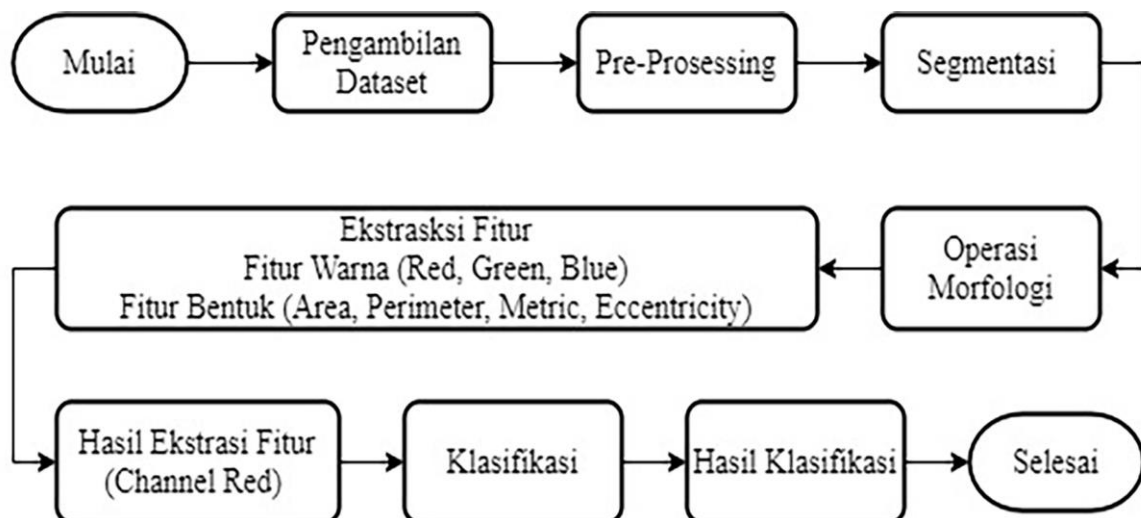 Mulai
Pengambilan
Dataset
Pre-Prosessing
Segmentasi
Operasi
Morfologi
Ekstrasksi Fitur
Fitur Warna (Red, Green, Blue)
Fitur Bentuk (Area, Perimeter, Metric, Eccentricity)
Hasil Ekstrasi Fitur
(Channel Red)
Klasifikasi
Hasil Klasifikasi
Selesai